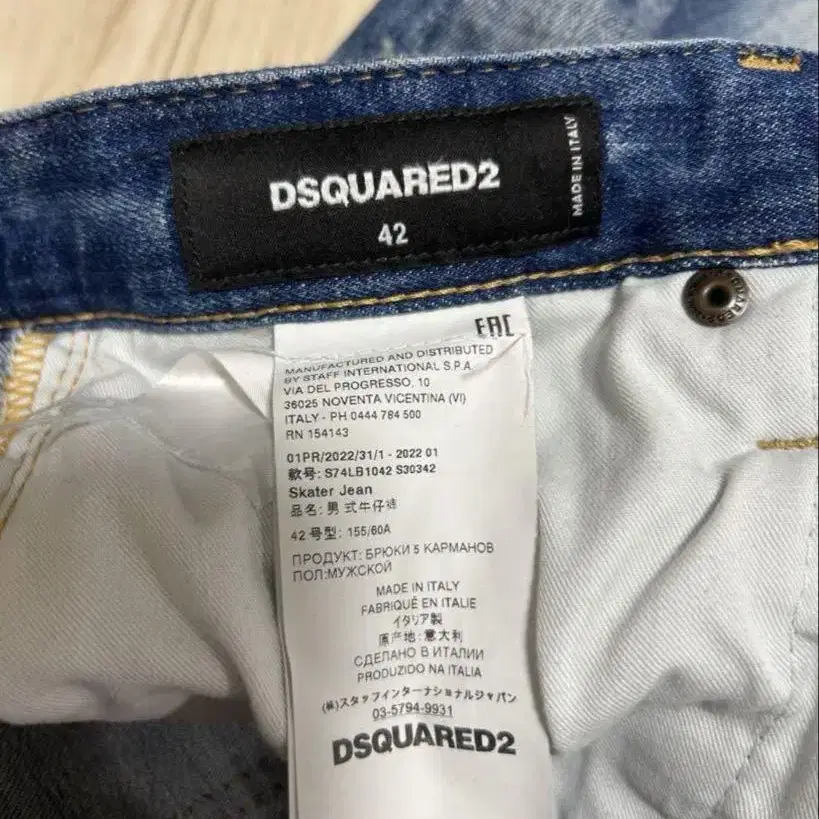 DSQUARED2
42
MADE IN ITALY
EAC
MANUFACTURED AND DISTRIBUTED
BY STAFF INTERNATIONAL S.P.A.
VIA DEL PROGRESSO, 10
36025 NOVENTA VICENTINA (VI)
ITALY - PH 0444 784 500
RN 154143
01PR/2022/31/1 - 2022 01
款号: S74LB1042 S30342
Skater Jean
品名: 男式牛仔裤
42 号型: 155/60A
ПРОДУКТ: БРЮКИ 5 КАРМАНОВ
ПОЛ:МУЖСКОЙ
MADE IN ITALY
FABRIQUÉ EN ITALIE
イタリア製
原产地: 意大利
СДЕЛАНО В ИТАЛИИ
PRODUZIDO NA ITALIA
(株)スタッフインターナショナルジャパン
03-5794-9931
DSQUARED2